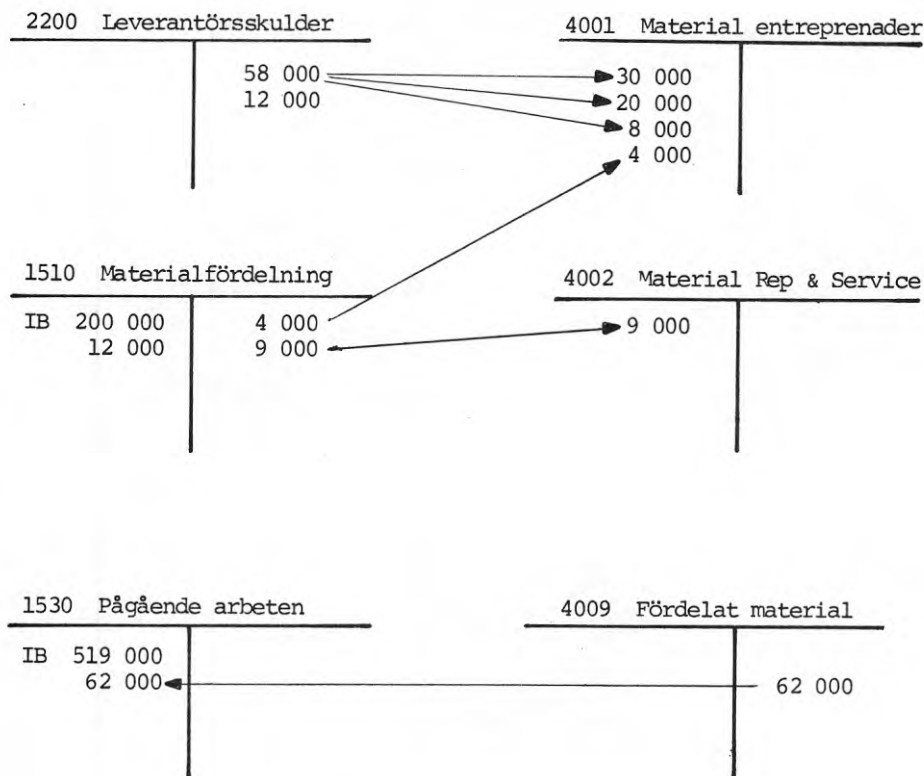 2200 Leverantörsskulder
58 000
12 000
4001 Material entreprenader
30 000
20 000
8 000
4 000
1510 Materialfördelning
IB 200 000 4 000
12 000 9 000
4002 Material Rep & Service
9 000
1530 Pågående arbeten
IB 519 000
62 000
4009 Fördelat material
62 000